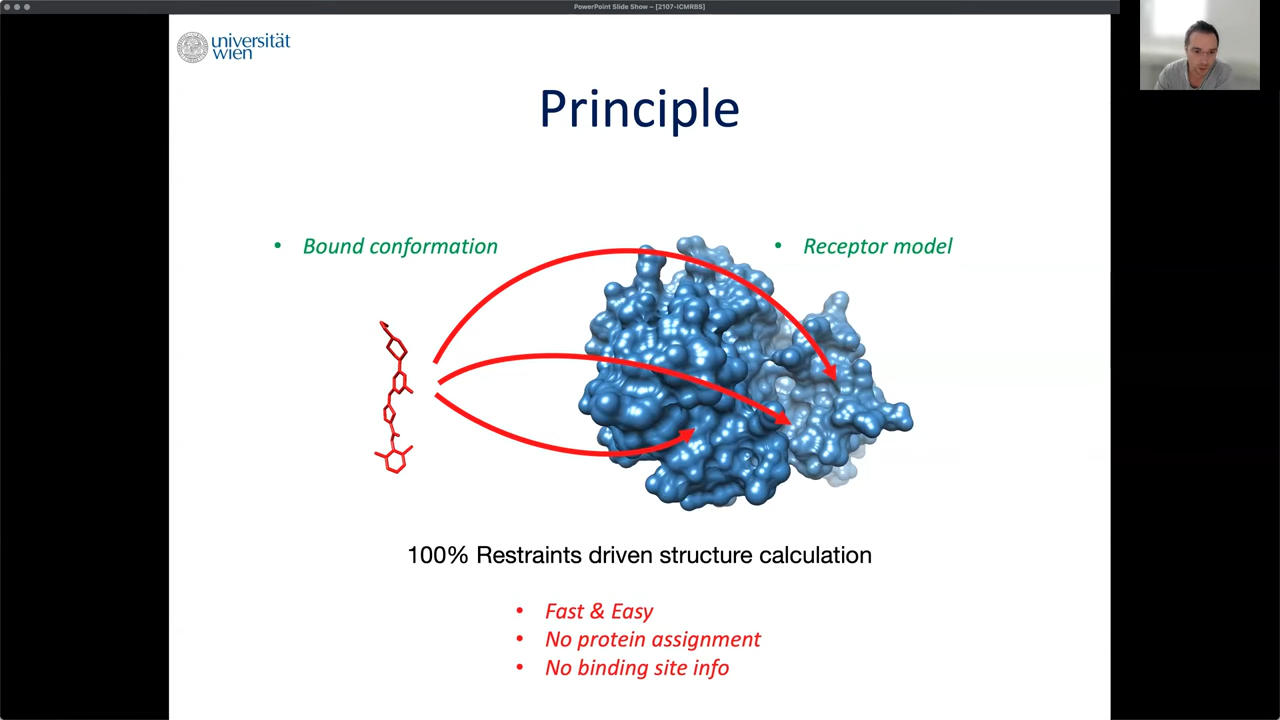 PowerPoint Slide Show – [2107-ICMRBS]
universität
wien
Principle
• Bound conformation
• Receptor model
100% Restraints driven structure calculation
• Fast & Easy
• No protein assignment
• No binding site info